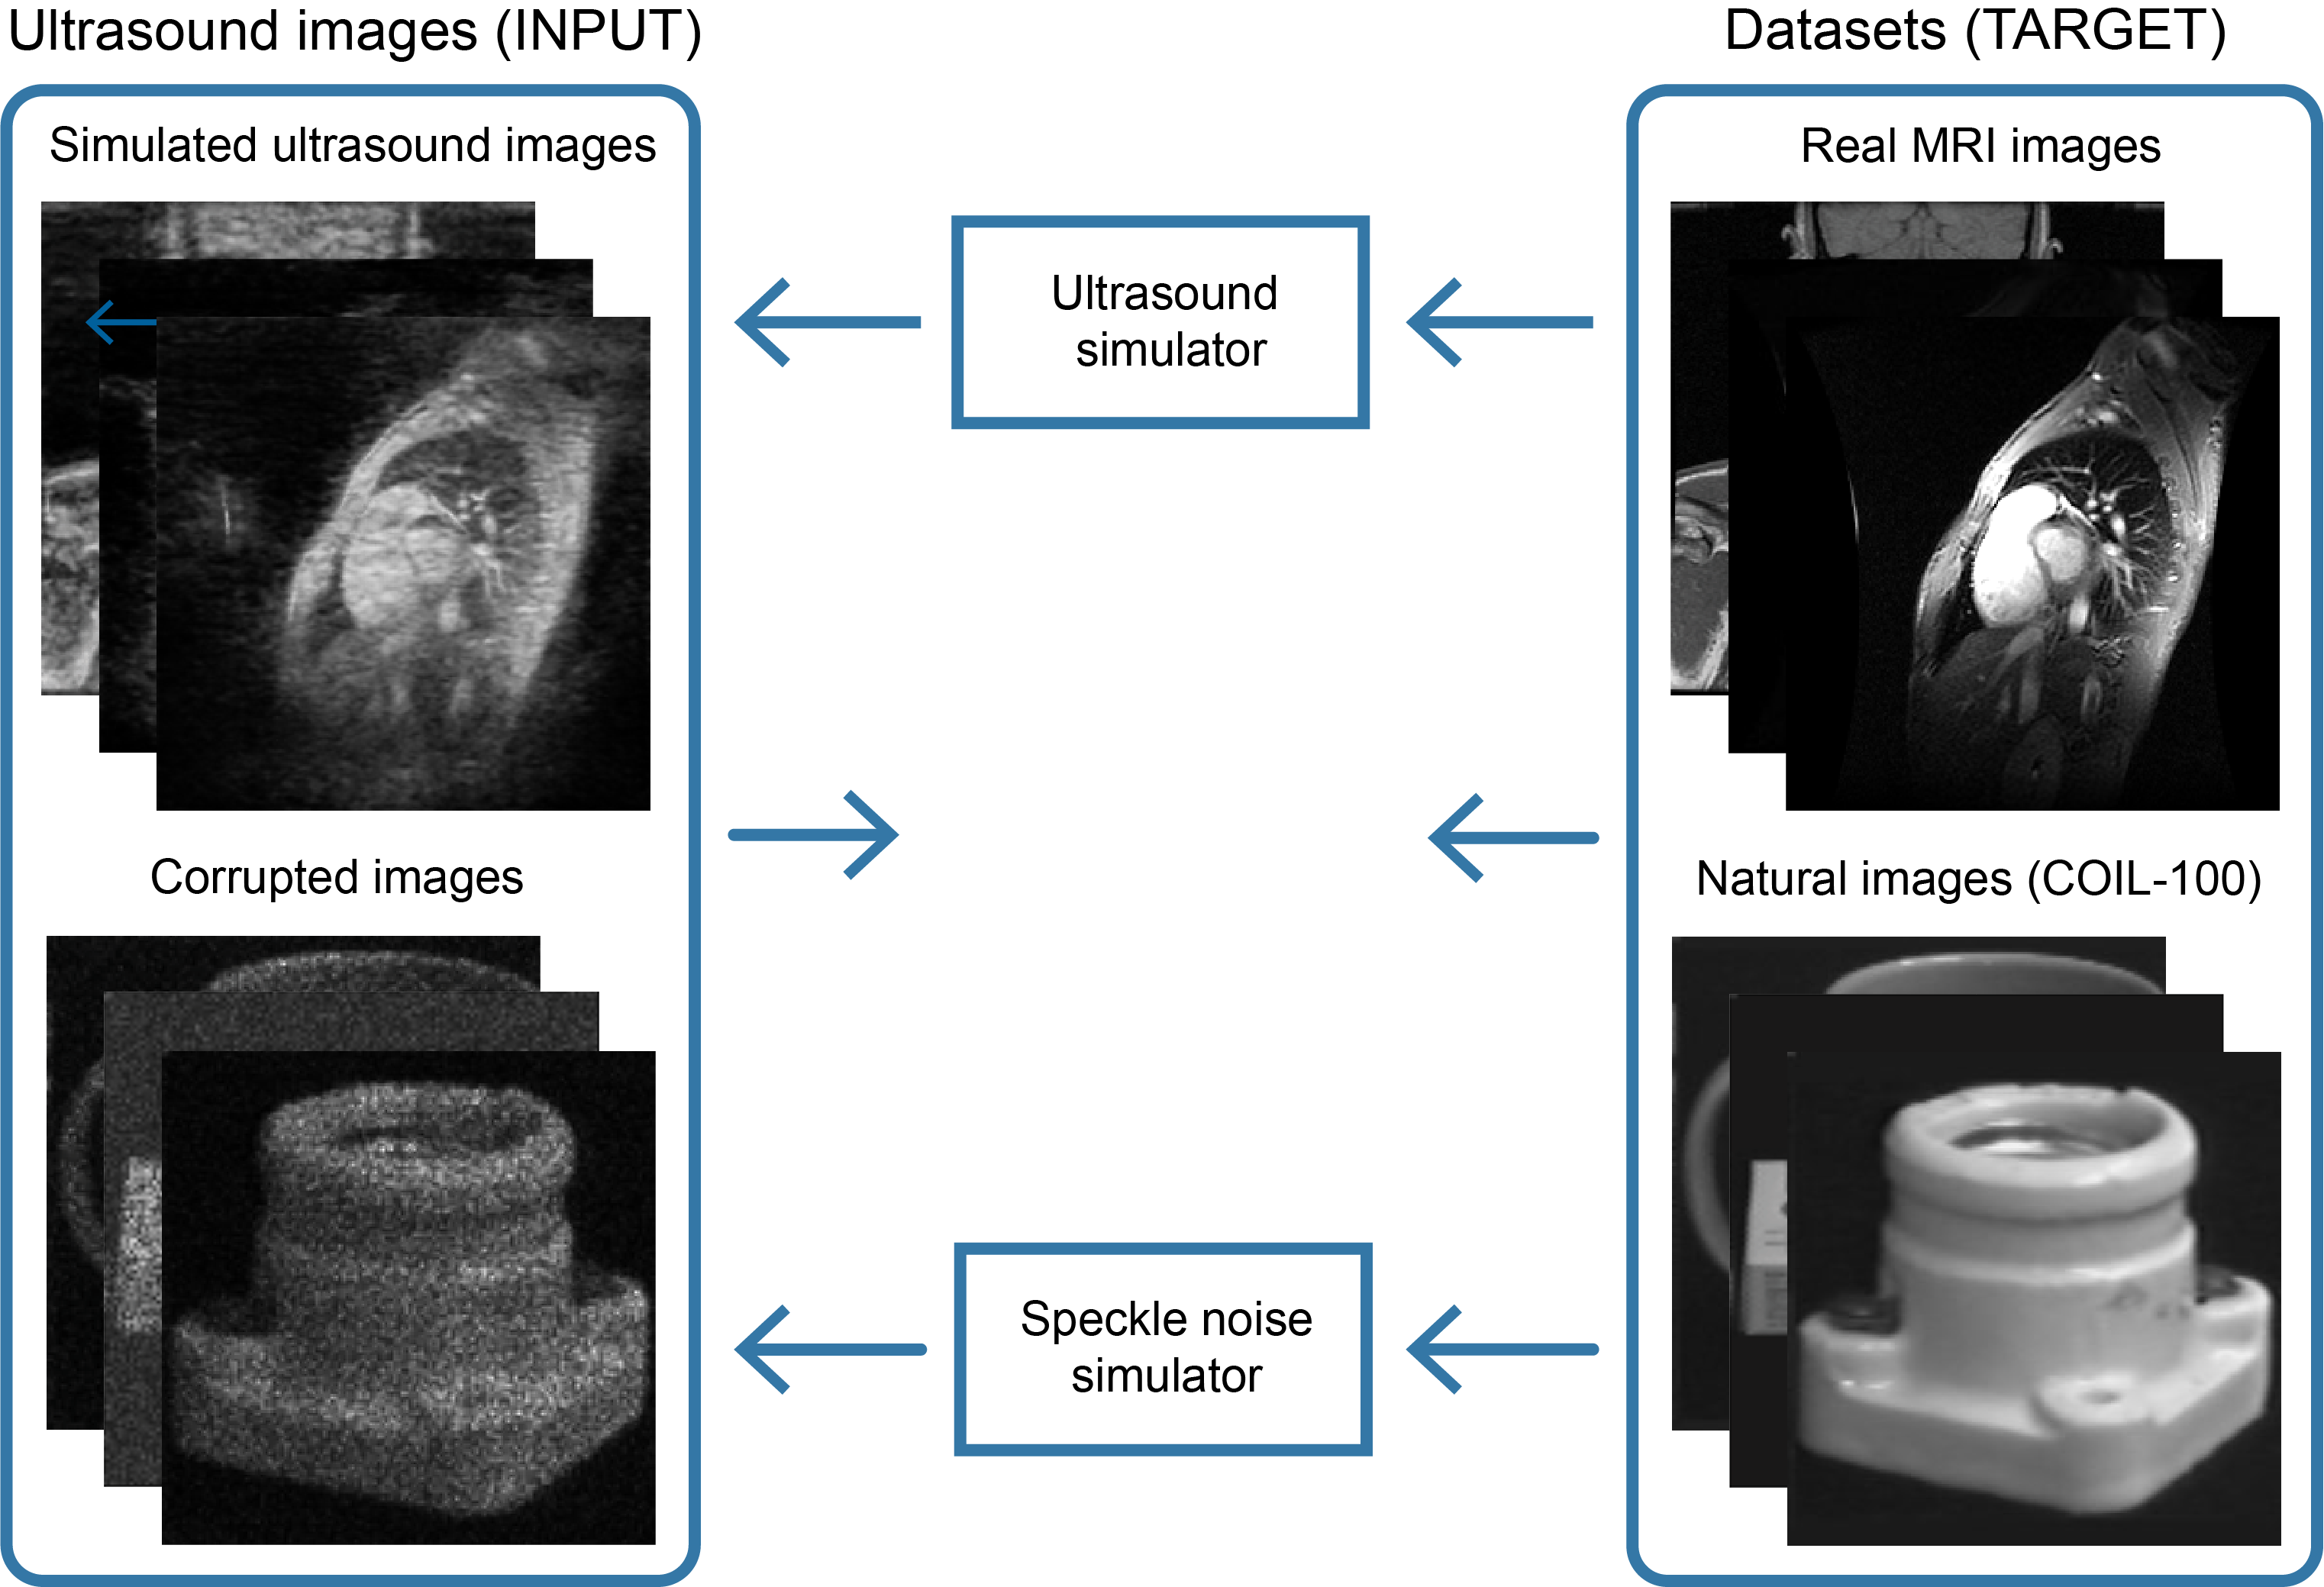 Ultrasound images (INPUT)
Datasets (TARGET)
Simulated ultrasound images
Real MRI images
Ultrasound
simulator
Corrupted images
Natural images (COIL-100)
Speckle noise
simulator